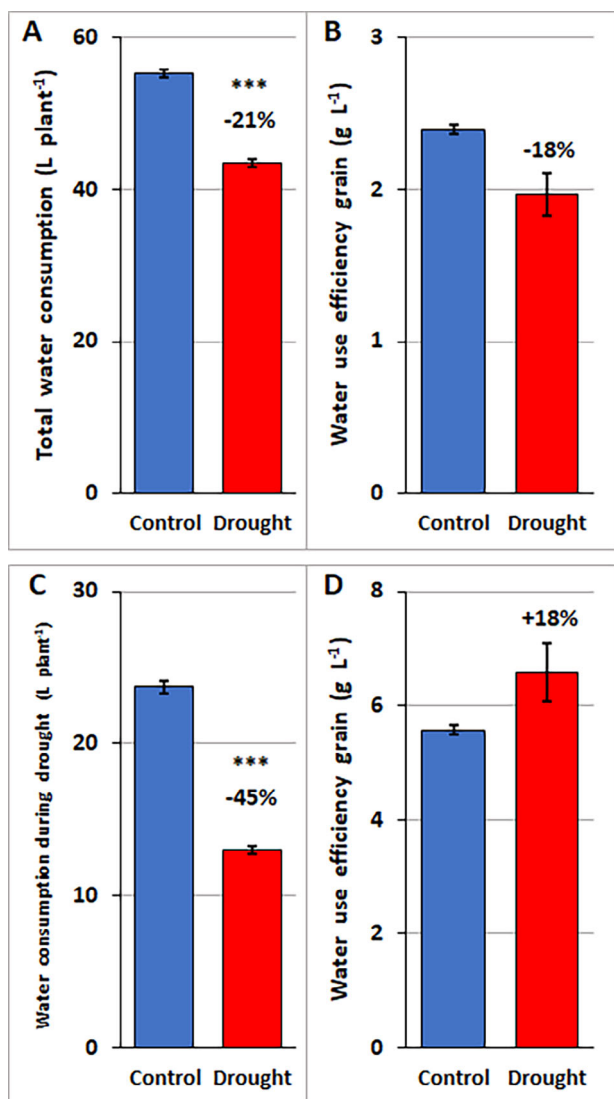 A
Total water consumption (L plant⁻¹)
60
40
20
0
***
-21%
Control Drought
B
Water use efficiency grain (g L⁻¹)
3
2
1
0
-18%
Control Drought
C
Water consumption during drought (L plant⁻¹)
30
20
10
0
***
-45%
Control Drought
D
Water use efficiency grain (g L⁻¹)
8
6
4
2
0
+18%
Control Drought